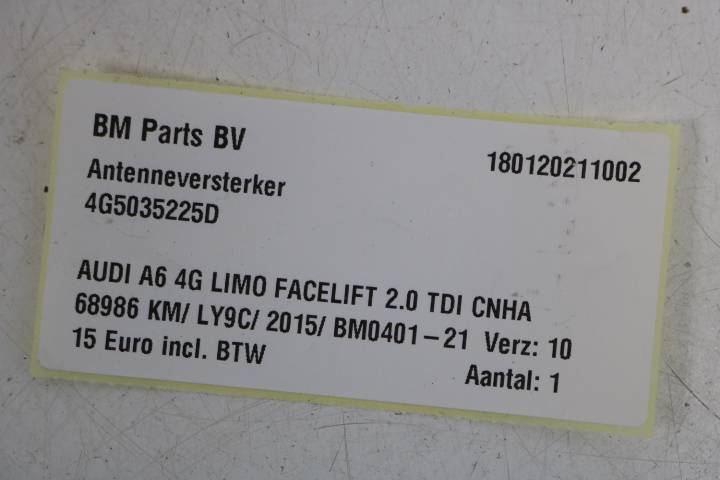 BM Parts BV
180120211002
Antenneversterker
4G5035225D
AUDI A6 4G LIMO FACELIFT 2.0 TDI CNHA
68986 KM/ LY9C/ 2015/ BM0401-21 Verz: 10
15 Euro incl. BTW
Aantal: 1